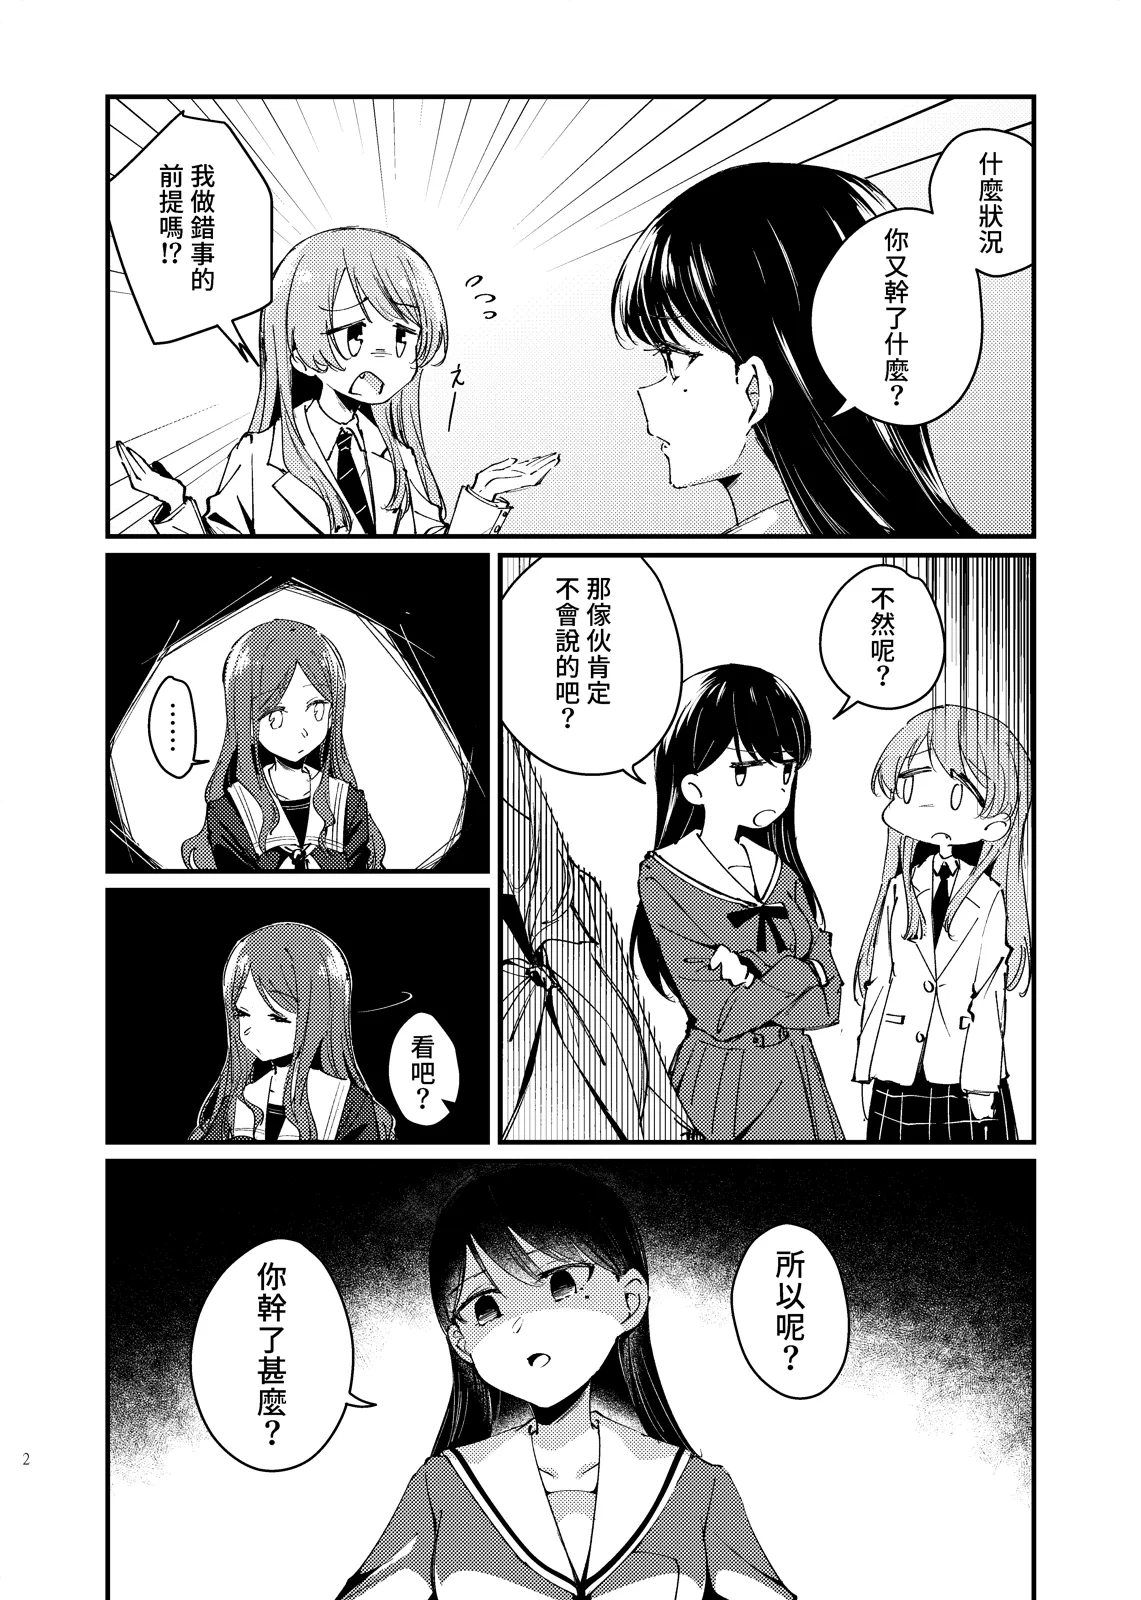 什麼狀況
你又幹了什麼?
我做錯事的
前提嗎!?
えー
不然呢?
那傢伙肯定
不會說的吧?
……
看吧?
所以呢?
你幹了甚麼?
2